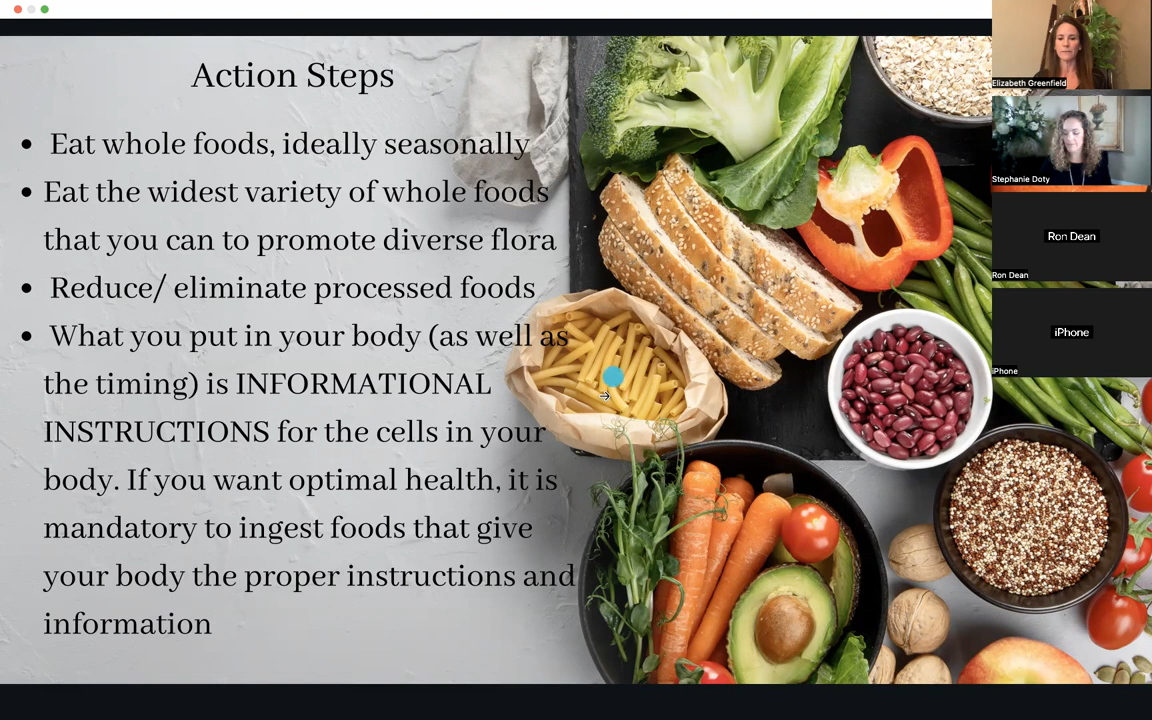 Action Steps
• Eat whole foods, ideally seasonally
• Eat the widest variety of whole foods
that you can to promote diverse flora
• Reduce/ eliminate processed foods
• What you put in your body (as well as
the timing) is INFORMATIONAL
INSTRUCTIONS for the cells in your
body. If you want optimal health, it is
mandatory to ingest foods that give
your body the proper instructions and
information
Elizabeth Greenfield
Stephanie Doty
Ron Dean
Ron Dean
iPhone
iPhone